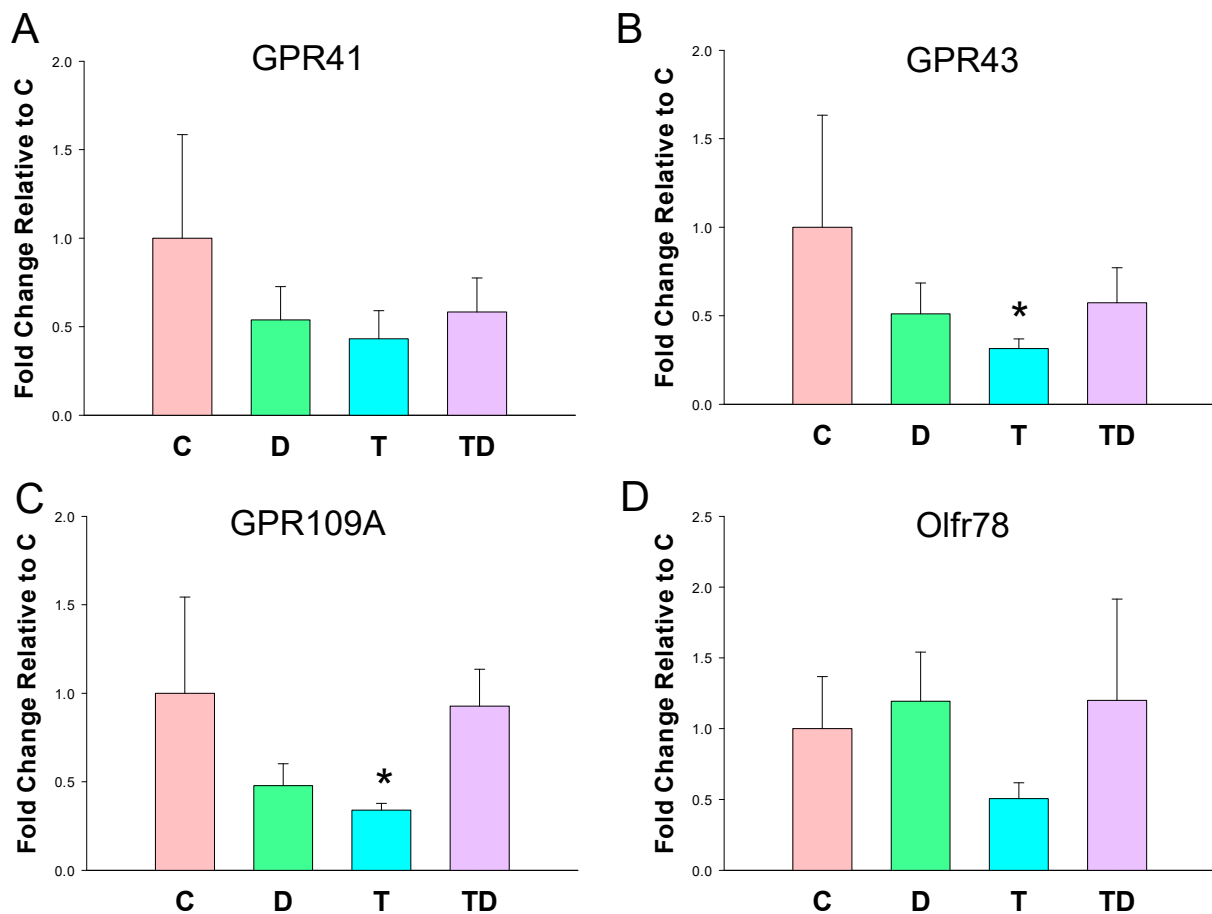 A
GPR41
Fold Change Relative to C
2.0
1.5
1.0
0.5
0.0
C D T TD
B
GPR43
Fold Change Relative to C
2.0
1.5
1.0
0.5
0.0
*
C D T TD
C
GPR109A
Fold Change Relative to C
2.0
1.5
1.0
0.5
0.0
*
C D T TD
D
Olfr78
Fold Change Relative to C
2.5
2.0
1.5
1.0
0.5
0.0
C D T TD